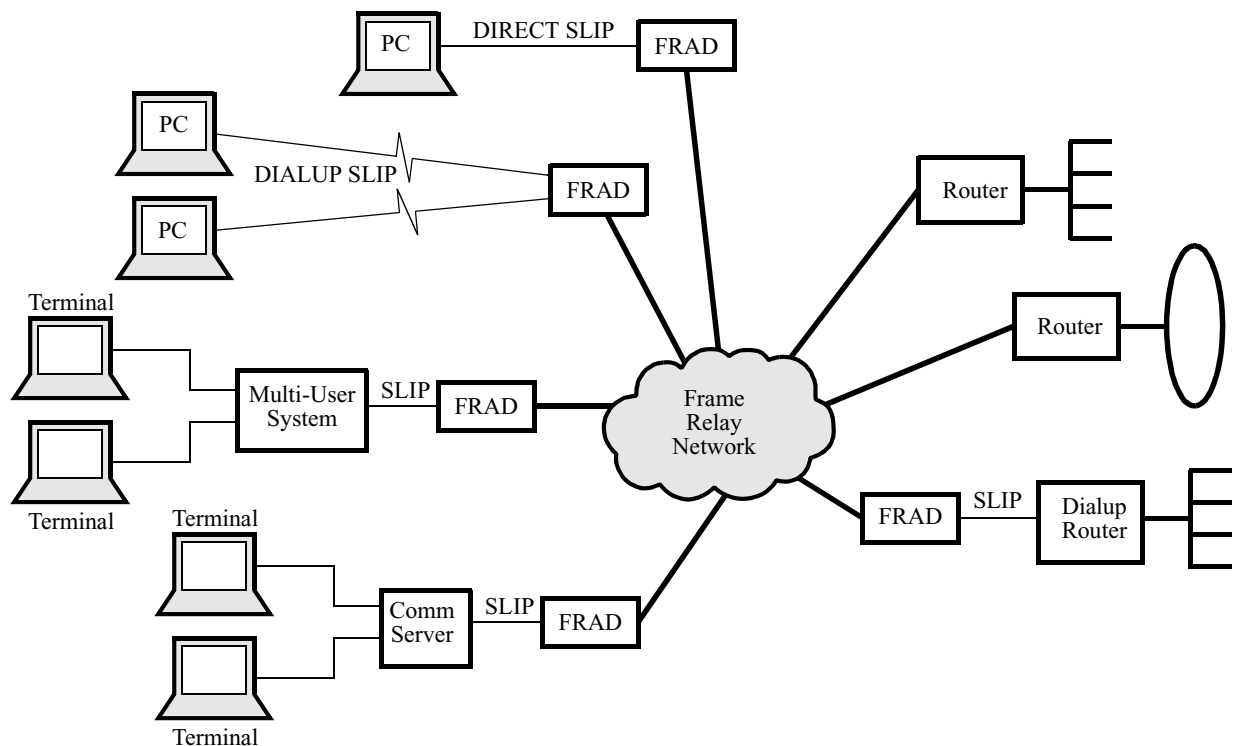 PC
DIRECT SLIP
FRAD
PC
DIALUP SLIP
FRAD
PC
Router
Router
Terminal
Multi-User
System
SLIP
FRAD
Frame
Relay
Network
Terminal
FRAD
SLIP
Dialup
Router
Terminal
Comm
Server
SLIP
FRAD
Terminal